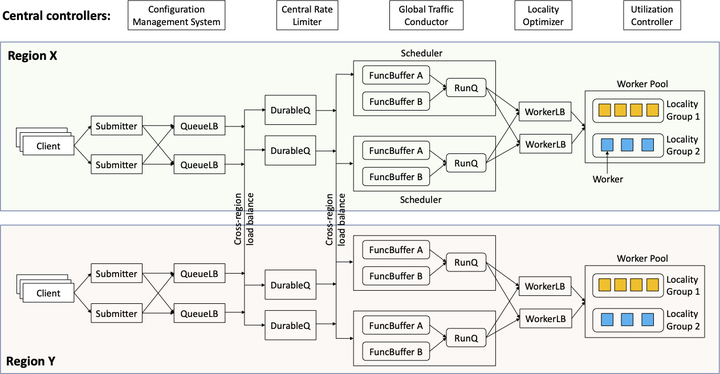 Central controllers:
Configuration
Management System
Central Rate
Limiter
Global Traffic
Conductor
Locality
Optimizer
Utilization
Controller
Region X
Client
Submitter
Submitter
QueueLB
QueueLB
DurableQ
DurableQ
Scheduler
FuncBuffer A
FuncBuffer B
RunQ
FuncBuffer A
FuncBuffer B
RunQ
Scheduler
WorkerLB
WorkerLB
Worker Pool
Locality
Group 1
Locality
Group 2
Worker
Cross-region
load balance
Cross-region
load balance
Client
Submitter
Submitter
QueueLB
QueueLB
DurableQ
DurableQ
FuncBuffer A
FuncBuffer B
RunQ
FuncBuffer A
FuncBuffer B
RunQ
WorkerLB
WorkerLB
Worker Pool
Locality
Group 1
Locality
Group 2
Region Y